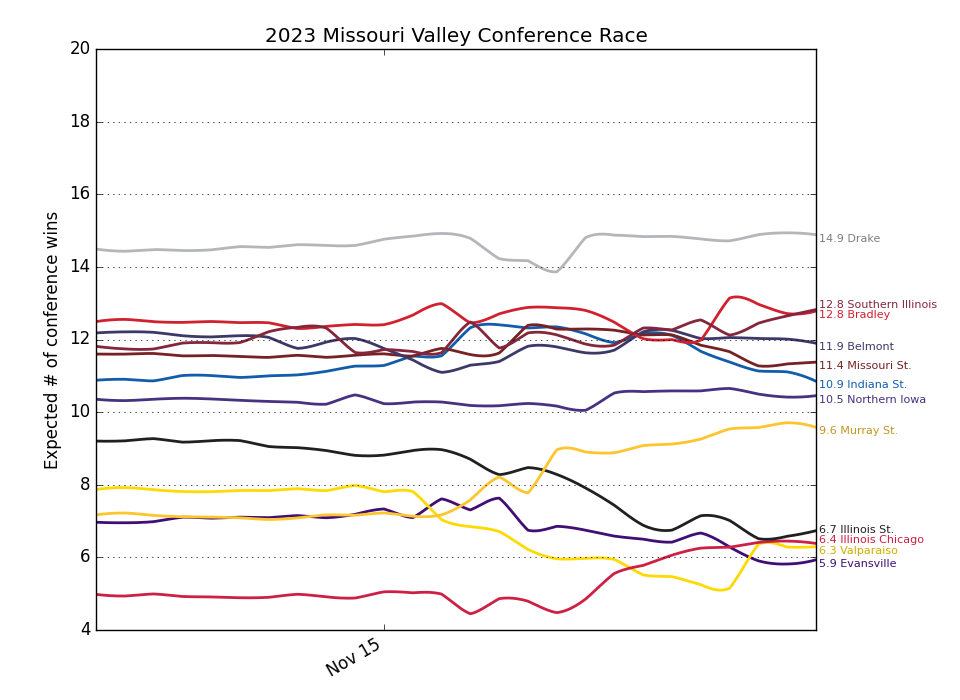 2023 Missouri Valley Conference Race
Expected # of conference wins
20
18
16
14
12
10
8
6
4
Nov 15
14.9 Drake
12.8 Southern Illinois
12.8 Bradley
11.9 Belmont
11.4 Missouri St.
10.9 Indiana St.
10.5 Northern Iowa
9.6 Murray St.
6.7 Illinois St.
6.4 Illinois Chicago
6.3 Valparaiso
5.9 Evansville